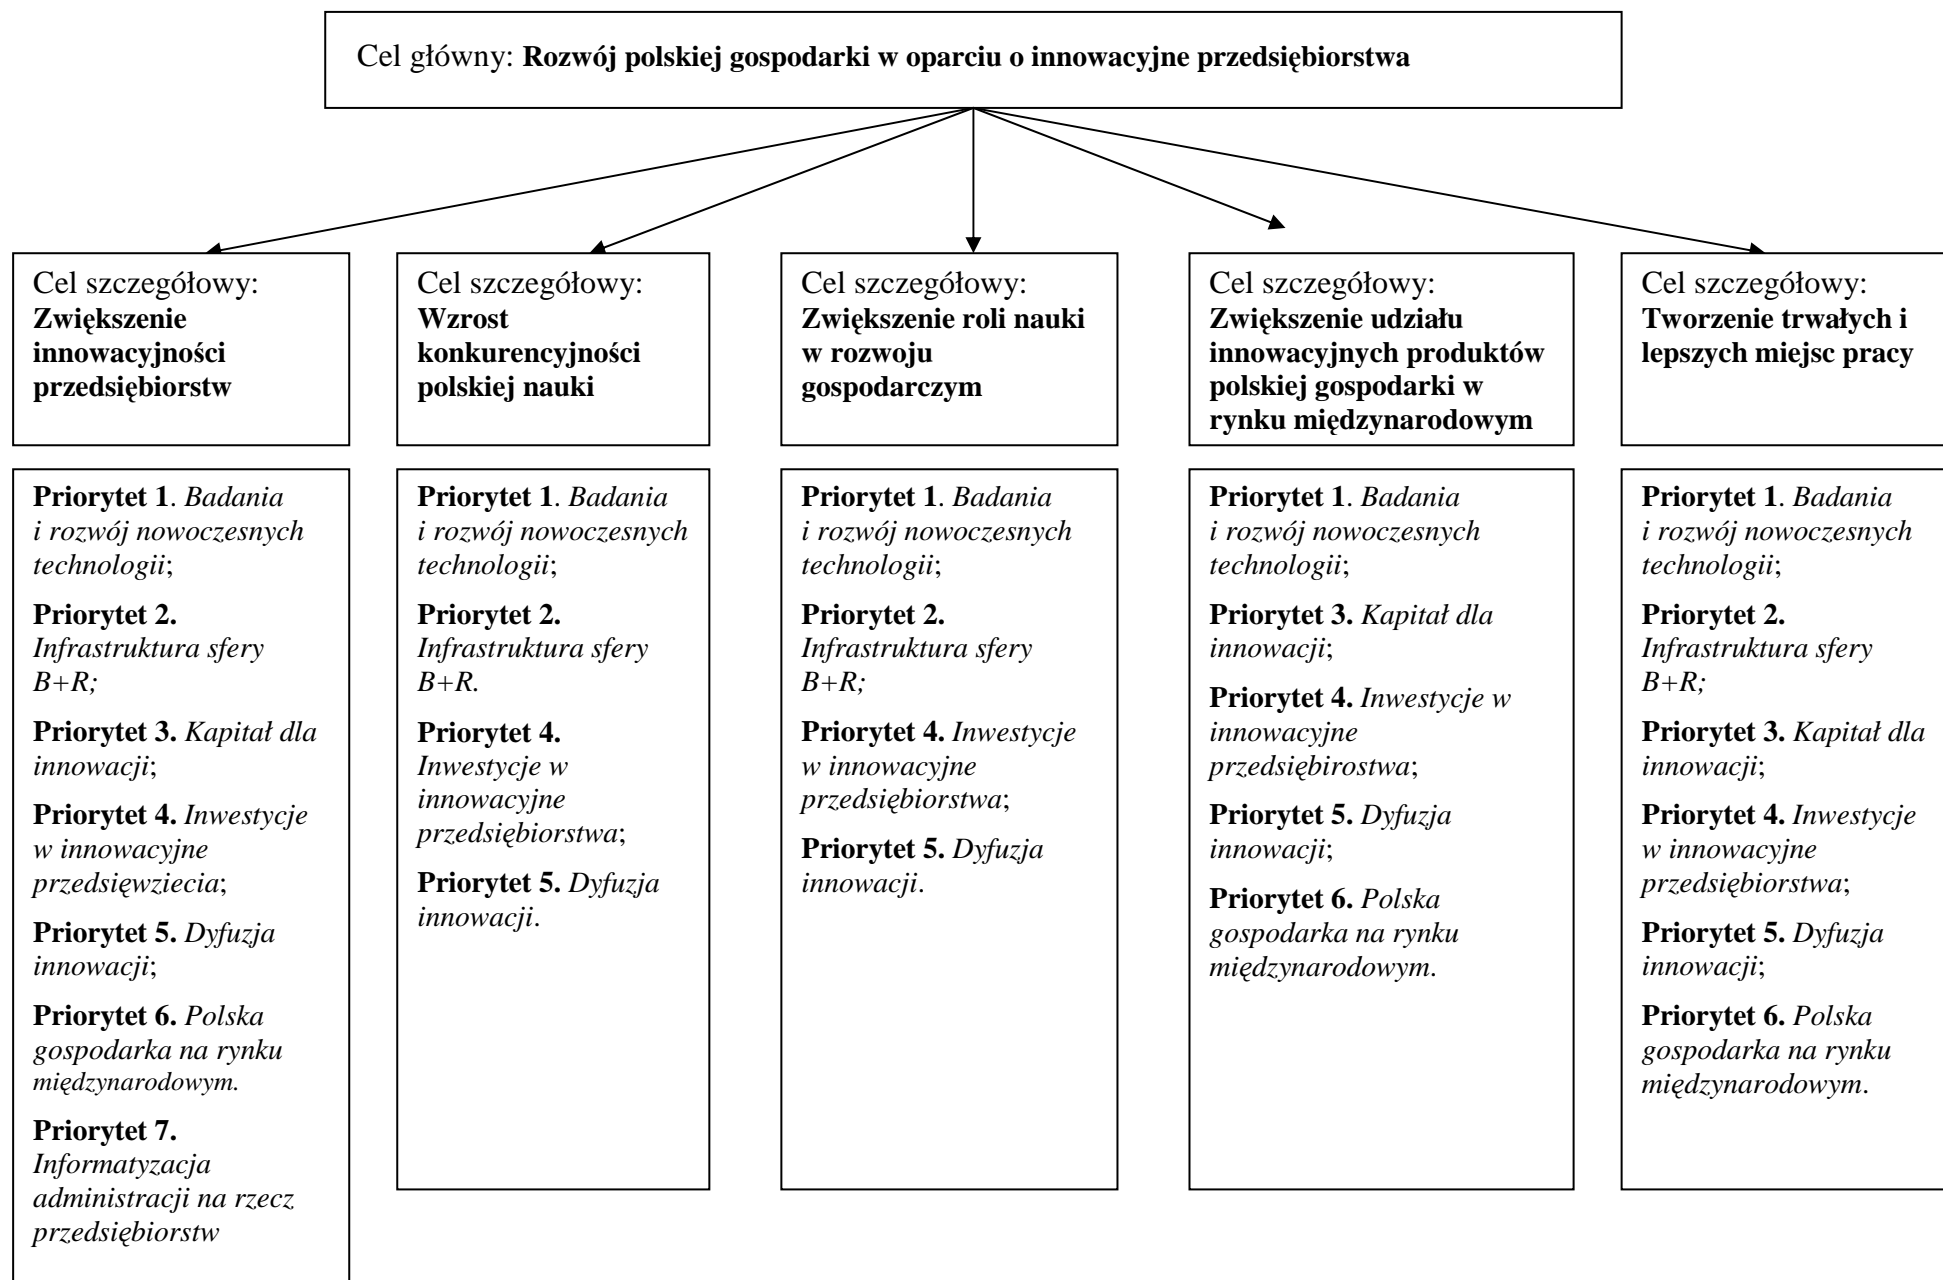 Cel główny: Rozwój polskiej gospodarki w oparciu o innowacyjne przedsiębiorstwa
Cel szczegółowy:
Zwiększenie
innowacyjności
przedsiębiorstw
Cel szczegółowy:
Wzrost
konkurencyjności
polskiej nauki
Cel szczegółowy:
Zwiększenie roli nauki
w rozwoju
gospodarczym
Cel szczegółowy:
Zwiększenie udziału
innowacyjnych produktów
polskiej gospodarki w
rynku międzynarodowym
Cel szczegółowy:
Tworzenie trwałych i
lepszych miejsc pracy
Priorytet 1. Badania
i rozwój nowoczesnych
technologii;
Priorytet 2.
Infrastruktura sfery
B+R;
Priorytet 3. Kapitał dla
innowacji;
Priorytet 4. Inwestycje
w innowacyjne
przedsięwziecia;
Priorytet 5. Dyfuzja
innowacji;
Priorytet 6. Polska
gospodarka na rynku
międzynarodowym.
Priorytet 7.
Informatyzacja
administracji na rzecz
przedsiębiorstw
Priorytet 1. Badania
i rozwój nowoczesnych
technologii;
Priorytet 2.
Infrastruktura sfery
B+R.
Priorytet 4.
Inwestycje w
innowacyjne
przedsiębiorstwa;
Priorytet 5. Dyfuzja
innowacji.
Priorytet 1. Badania
i rozwój nowoczesnych
technologii;
Priorytet 2.
Infrastruktura sfery
B+R;
Priorytet 4. Inwestycje
w innowacyjne
przedsiębiorstwa;
Priorytet 5. Dyfuzja
innowacji.
Priorytet 1. Badania
i rozwój nowoczesnych
technologii;
Priorytet 3. Kapitał dla
innowacji;
Priorytet 4. Inwestycje w
innowacyjne
przedsiębirostwa;
Priorytet 5. Dyfuzja
innowacji;
Priorytet 6. Polska
gospodarka na rynku
międzynarodowym.
Priorytet 1. Badania
i rozwój nowoczesnych
technologii;
Priorytet 2.
Infrastruktura sfery
B+R;
Priorytet 3. Kapitał dla
innowacji;
Priorytet 4. Inwestycje
w innowacyjne
przedsiębiorstwa;
Priorytet 5. Dyfuzja
innowacji;
Priorytet 6. Polska
gospodarka na rynku
międzynarodowym.